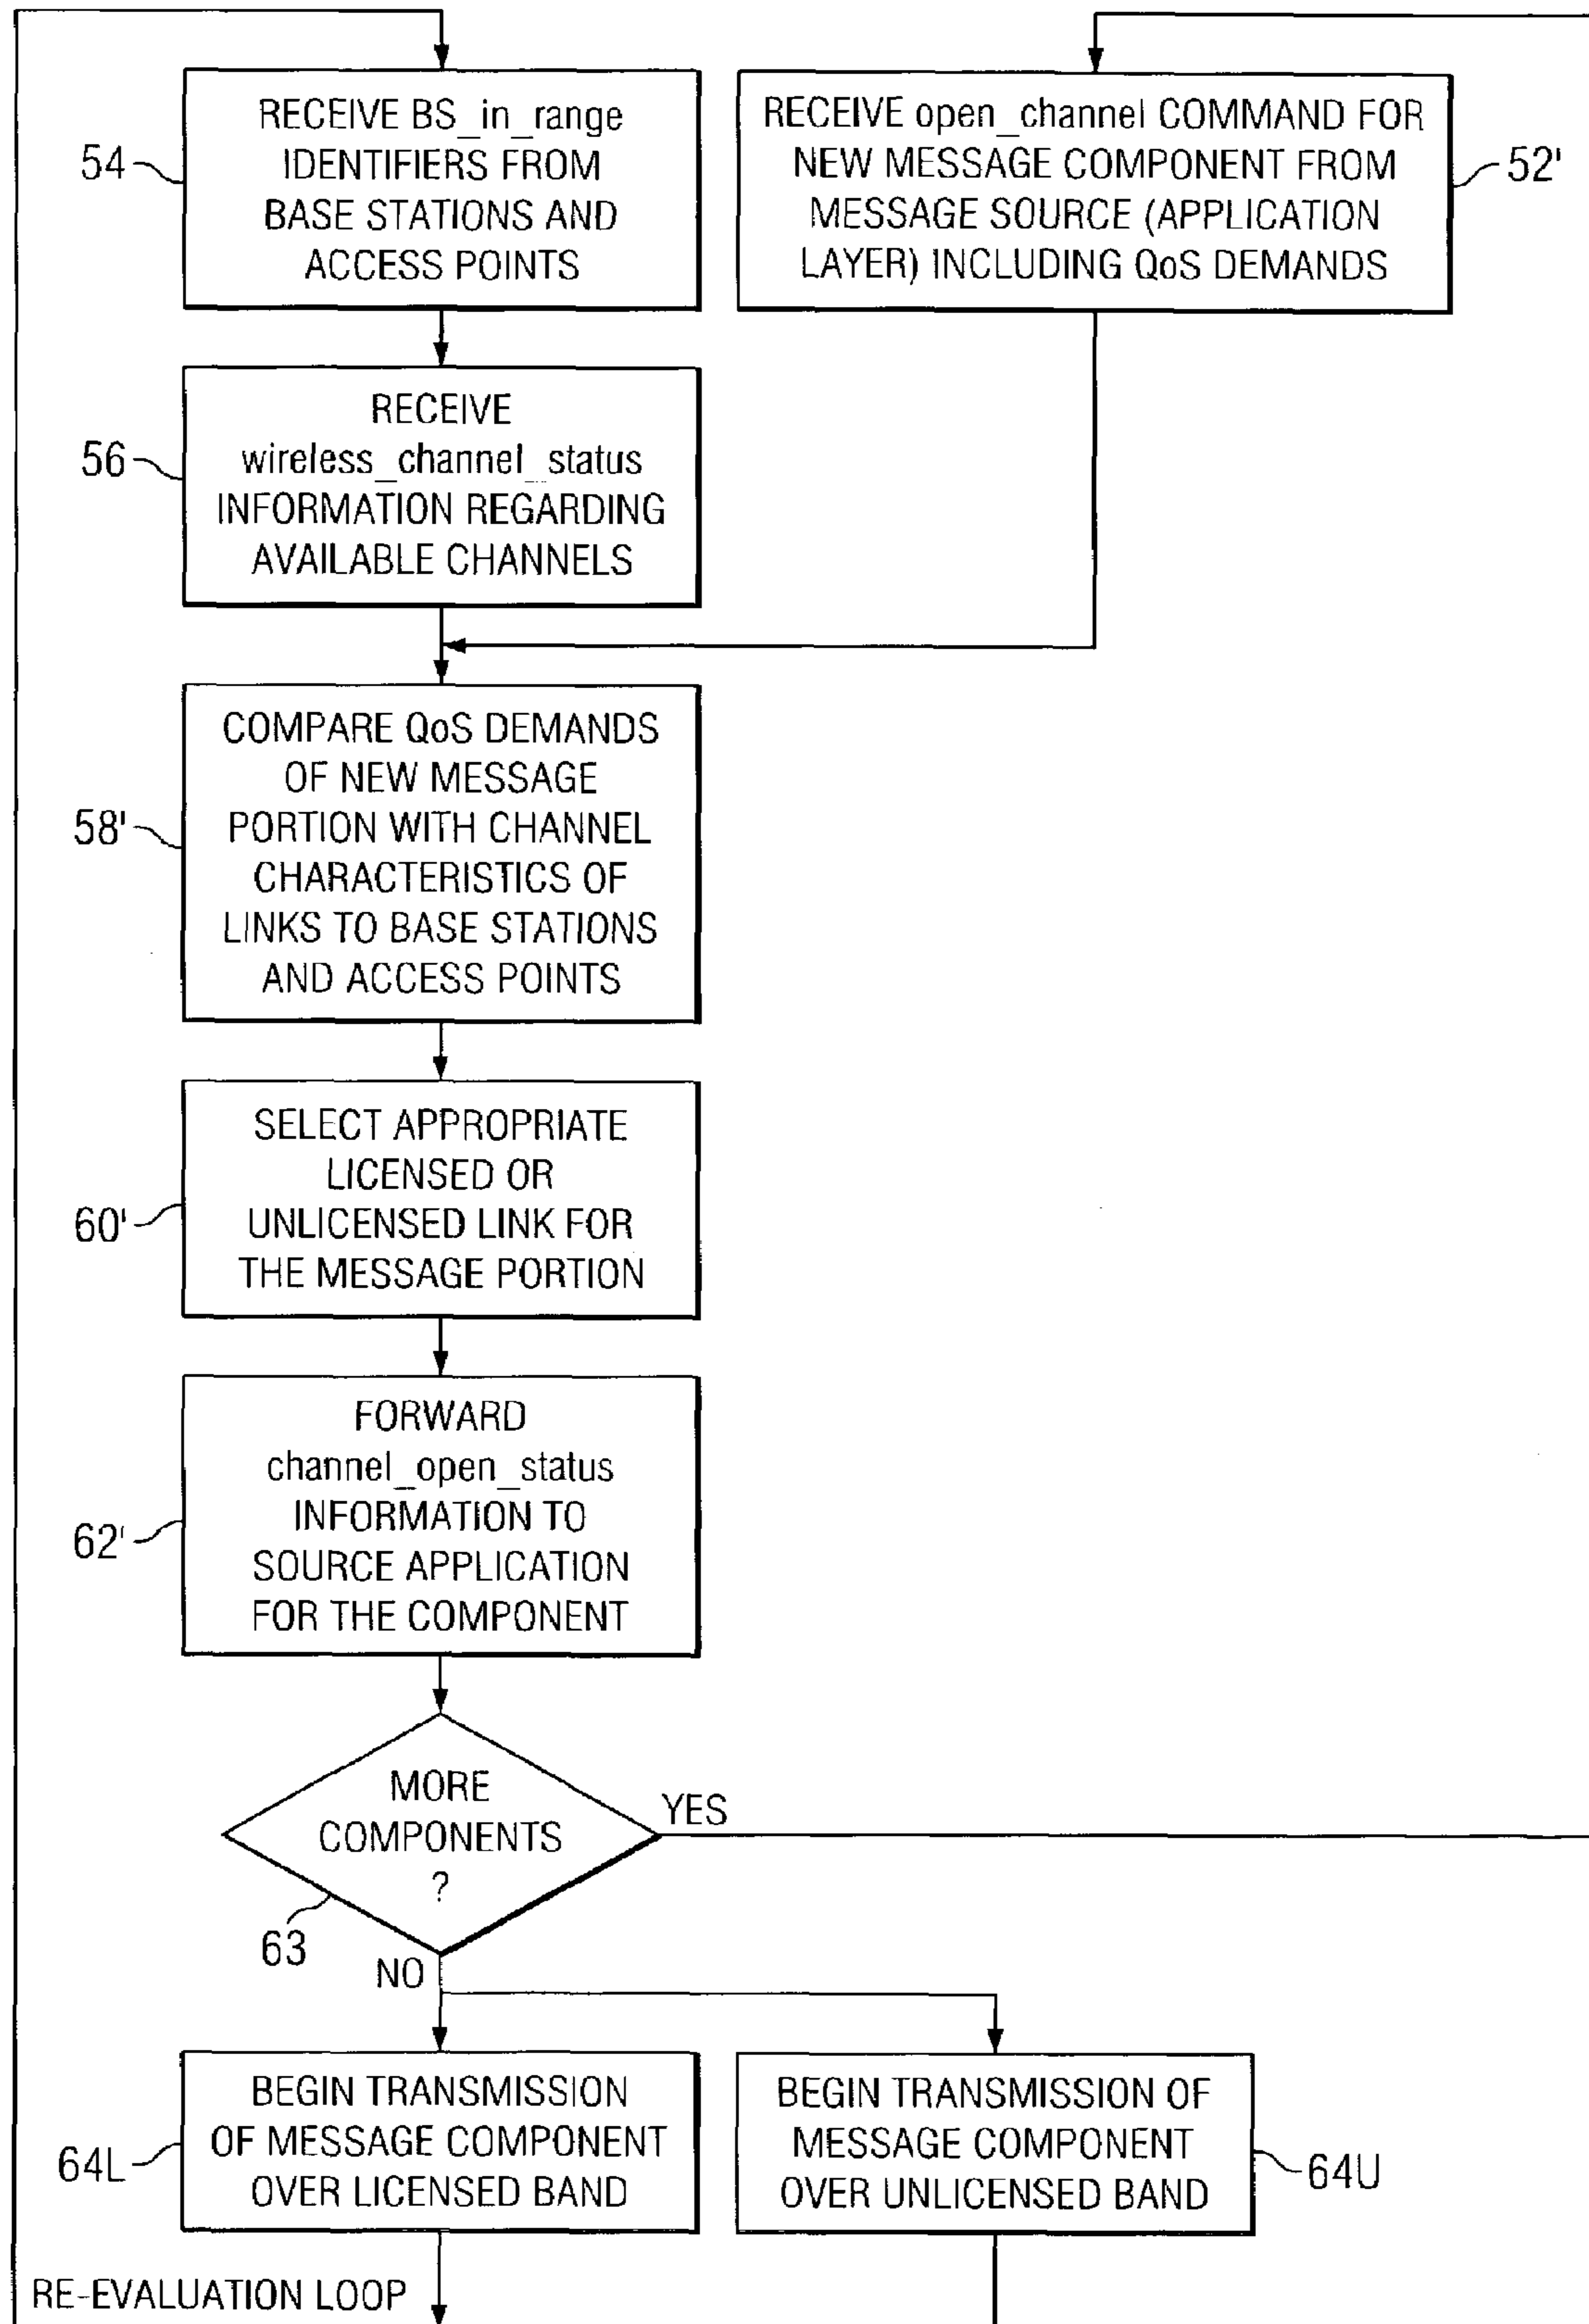 54
RECEIVE BS_in_range
IDENTIFIERS FROM
BASE STATIONS AND
ACCESS POINTS
RECEIVE open_channel COMMAND FOR
NEW MESSAGE COMPONENT FROM
MESSAGE SOURCE (APPLICATION
LAYER) INCLUDING QoS DEMANDS
52'
56
RECEIVE
wireless_channel_status
INFORMATION REGARDING
AVAILABLE CHANNELS
58'
COMPARE QoS DEMANDS
OF NEW MESSAGE
PORTION WITH CHANNEL
CHARACTERISTICS OF
LINKS TO BASE STATIONS
AND ACCESS POINTS
60'
SELECT APPROPRIATE
LICENSED OR
UNLICENSED LINK FOR
THE MESSAGE PORTION
62'
FORWARD
channel_open_status
INFORMATION TO
SOURCE APPLICATION
FOR THE COMPONENT
MORE
COMPONENTS
?
YES
63
NO
64L
BEGIN TRANSMISSION
OF MESSAGE COMPONENT
OVER LICENSED BAND
BEGIN TRANSMISSION OF
MESSAGE COMPONENT
OVER UNLICENSED BAND
64U
RE-EVALUATION LOOP